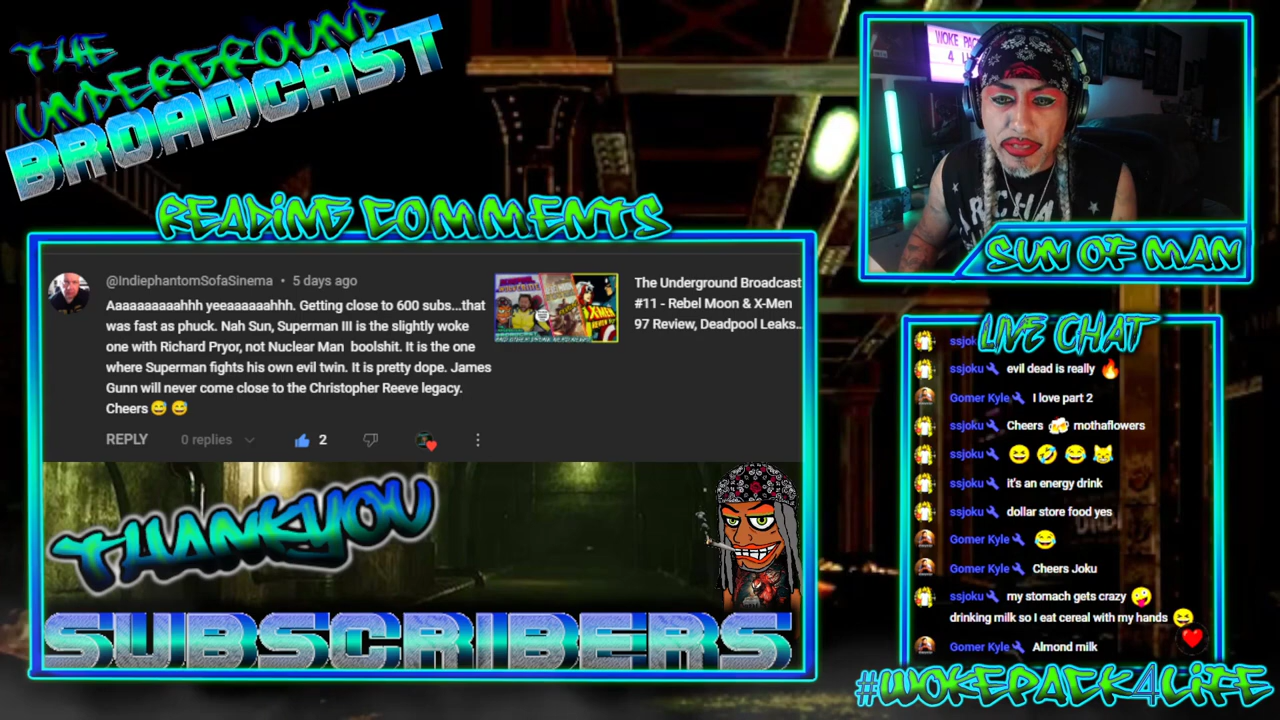 THE
UNDERGROUND
BROADCAST
READING COMMENTS
@IndiephantomSofaSinema • 5 days ago
Aaaaaaaaaahhh yeeaaaaaahhh. Getting close to 600 subs...that
was fast as phuck. Nah Sun, Superman III is the slightly woke
one with Richard Pryor, not Nuclear Man boolshit. It is the one
where Superman fights his own evil twin. It is pretty dope. James
Gunn will never come close to the Christopher Reeve legacy.
Cheers 😅 😅
REPLY 0 replies 2
The Underground Broadcast
#11 - Rebel Moon & X-Men
97 Review, Deadpool Leaks...
THANKYOU
SUBSCRIBERS
WOKE PAC
4 L
ARCHA
SUN OF MAN
LIVE CHAT
ssjok
ssjoku evil dead is really 🔥
Gomer Kyle I love part 2
ssjoku Cheers 🍻 mothaflowers
ssjoku 😆 🤣 😂 😹
ssjoku it's an energy drink
ssjoku dollar store food yes
Gomer Kyle 😂
Gomer Kyle Cheers Joku
ssjoku my stomach gets crazy 🤪
drinking milk so I eat cereal with my hands 😆
Gomer Kyle Almond milk
#WOKEPACK4LIFE